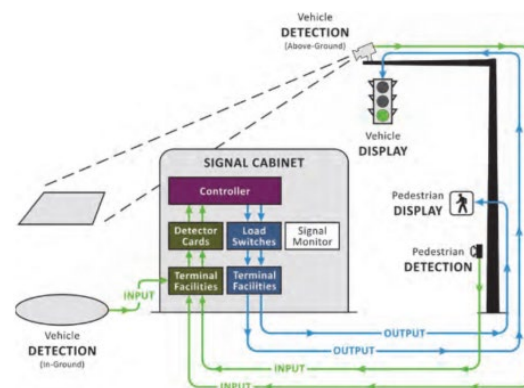 Vehicle
DETECTION
(Above-Ground)
Vehicle
DISPLAY
SIGNAL CABINET
Controller
Detector
Cards
Load
Switches
Signal
Monitor
Terminal
Facilities
Terminal
Facilities
Pedestrian
DISPLAY
Pedestrian
DETECTION
INPUT
Vehicle
DETECTION
(In-Ground)
OUTPUT
OUTPUT
INPUT
INPUT